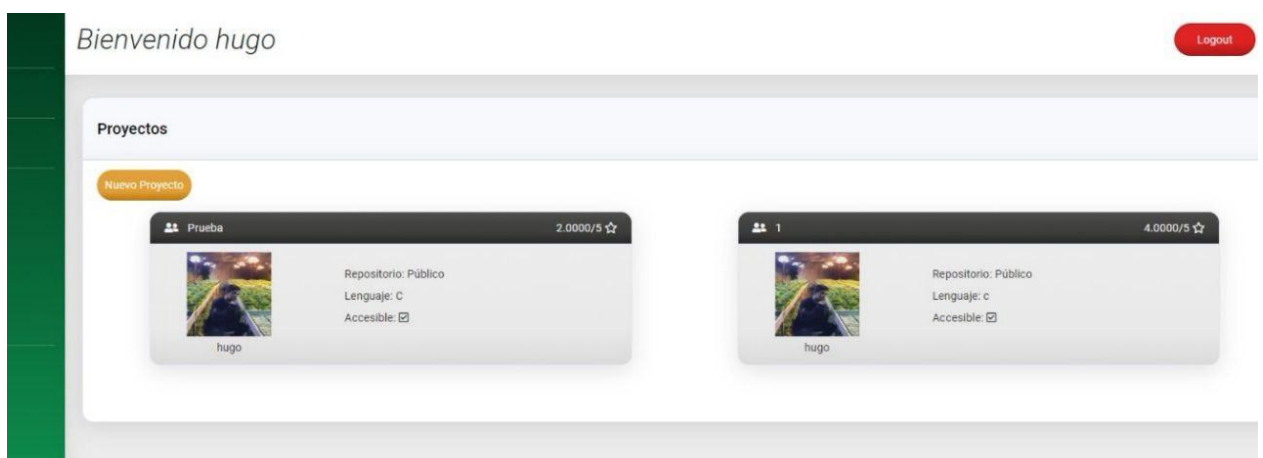 Bienvenido hugo
Logout
Proyectos
Nuevo Proyecto
Prueba 2.0000/5
Repositorio: Público
Lenguaje: C
Accesible:
hugo
1 4.0000/5
Repositorio: Público
Lenguaje: c
Accesible:
hugo